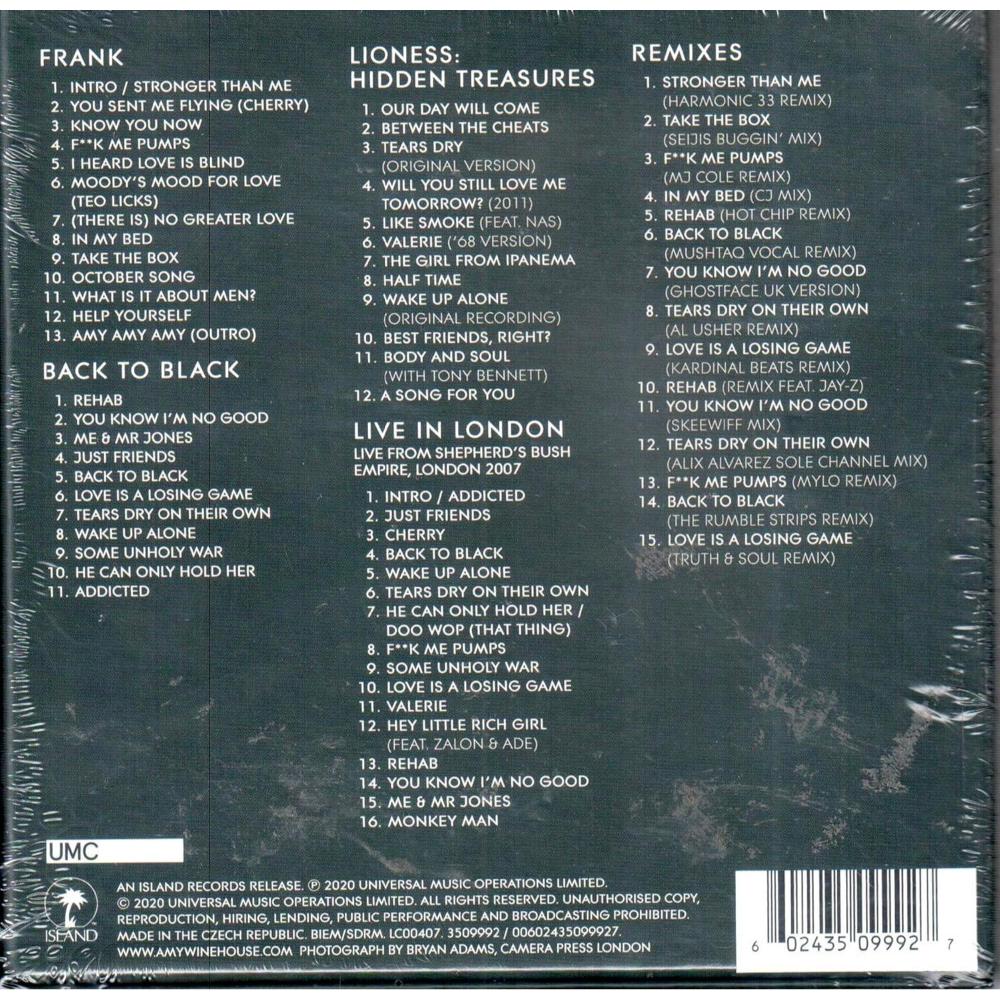 FRANK
1. INTRO / STRONGER THAN ME
2. YOU SENT ME FLYING (CHERRY)
3. KNOW YOU NOW
4. F**K ME PUMPS
5. I HEARD LOVE IS BLIND
6. MOODY'S MOOD FOR LOVE
(TEO LICKS)
7. (THERE IS) NO GREATER LOVE
8. IN MY BED
9. TAKE THE BOX
10. OCTOBER SONG
11. WHAT IS IT ABOUT MEN?
12. HELP YOURSELF
13. AMY AMY AMY (OUTRO)
BACK TO BLACK
1. REHAB
2. YOU KNOW I'M NO GOOD
3. ME & MR JONES
4. JUST FRIENDS
5. BACK TO BLACK
6. LOVE IS A LOSING GAME
7. TEARS DRY ON THEIR OWN
8. WAKE UP ALONE
9. SOME UNHOLY WAR
10. HE CAN ONLY HOLD HER
11. ADDICTED
LIONESS:
HIDDEN TREASURES
1. OUR DAY WILL COME
2. BETWEEN THE CHEATS
3. TEARS DRY
(ORIGINAL VERSION)
4. WILL YOU STILL LOVE ME
TOMORROW? (2011)
5. LIKE SMOKE (FEAT. NAS)
6. VALERIE ('68 VERSION)
7. THE GIRL FROM IPANEMA
8. HALF TIME
9. WAKE UP ALONE
(ORIGINAL RECORDING)
10. BEST FRIENDS, RIGHT?
11. BODY AND SOUL
(WITH TONY BENNETT)
12. A SONG FOR YOU
LIVE IN LONDON
LIVE FROM SHEPHERD'S BUSH
EMPIRE, LONDON 2007
1. INTRO / ADDICTED
2. JUST FRIENDS
3. CHERRY
4. BACK TO BLACK
5. WAKE UP ALONE
6. TEARS DRY ON THEIR OWN
7. HE CAN ONLY HOLD HER /
DOO WOP (THAT THING)
8. F**K ME PUMPS
9. SOME UNHOLY WAR
10. LOVE IS A LOSING GAME
11. VALERIE
12. HEY LITTLE RICH GIRL
(FEAT. ZALON & ADE)
13. REHAB
14. YOU KNOW I'M NO GOOD
15. ME & MR JONES
16. MONKEY MAN
REMIXES
1. STRONGER THAN ME
(HARMONIC 33 REMIX)
2. TAKE THE BOX
(SEIJIS BUGGIN' MIX)
3. F**K ME PUMPS
(MJ COLE REMIX)
4. IN MY BED (CJ MIX)
5. REHAB (HOT CHIP REMIX)
6. BACK TO BLACK
(MUSHTAQ VOCAL REMIX)
7. YOU KNOW I'M NO GOOD
(GHOSTFACE UK VERSION)
8. TEARS DRY ON THEIR OWN
(AL USHER REMIX)
9. LOVE IS A LOSING GAME
(KARDINAL BEATS REMIX)
10. REHAB (REMIX FEAT. JAY-Z)
11. YOU KNOW I'M NO GOOD
(SKEEWIFF MIX)
12. TEARS DRY ON THEIR OWN
(ALIX ALVAREZ SOLE CHANNEL MIX)
13. F**K ME PUMPS (MYLO REMIX)
14. BACK TO BLACK
(THE RUMBLE STRIPS REMIX)
15. LOVE IS A LOSING GAME
(TRUTH & SOUL REMIX)
UMC
ISLAND
AN ISLAND RECORDS RELEASE. ℗ 2020 UNIVERSAL MUSIC OPERATIONS LIMITED.
© 2020 UNIVERSAL MUSIC OPERATIONS LIMITED. ALL RIGHTS RESERVED. UNAUTHORISED COPY,
REPRODUCTION, HIRING, LENDING, PUBLIC PERFORMANCE AND BROADCASTING PROHIBITED.
MADE IN THE CZECH REPUBLIC. BIEM/SDRM. LC00407. 3509992 / 00602435099927.
WWW.AMYWINEHOUSE.COM PHOTOGRAPH BY BRYAN ADAMS, CAMERA PRESS LONDON
6 02435 09992 7